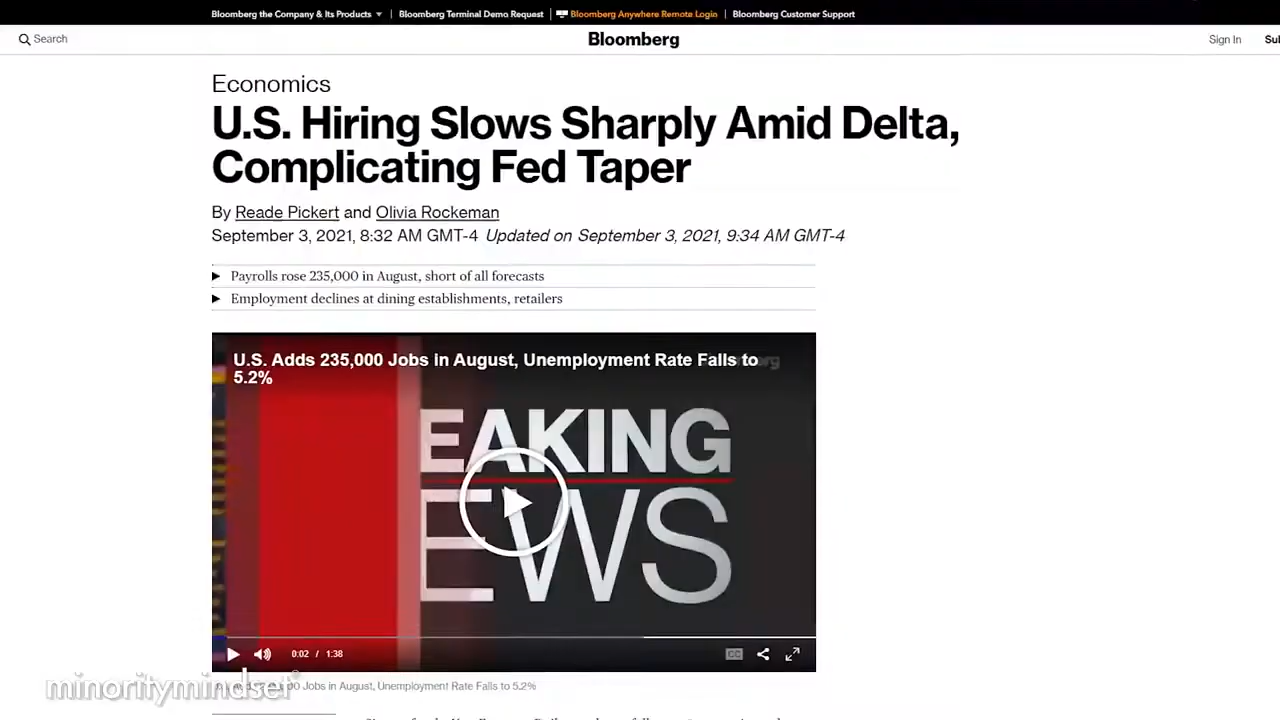 Bloomberg the Company & Its Products
Bloomberg Terminal Demo Request
Bloomberg Anywhere Remote Login
Bloomberg Customer Support
Search
Bloomberg
Sign In
Economics
U.S. Hiring Slows Sharply Amid Delta,
Complicating Fed Taper
By Reade Pickert and Olivia Rockeman
September 3, 2021, 8:32 AM GMT-4 Updated on September 3, 2021, 9:34 AM GMT-4
Payrolls rose 235,000 in August, short of all forecasts
Employment declines at dining establishments, retailers
U.S. Adds 235,000 Jobs in August, Unemployment Rate Falls to
5.2%
EAKING
EWS
0:02 / 1:38
CC
minoritymindset
Jobs in August, Unemployment Rate Falls to 5.2%